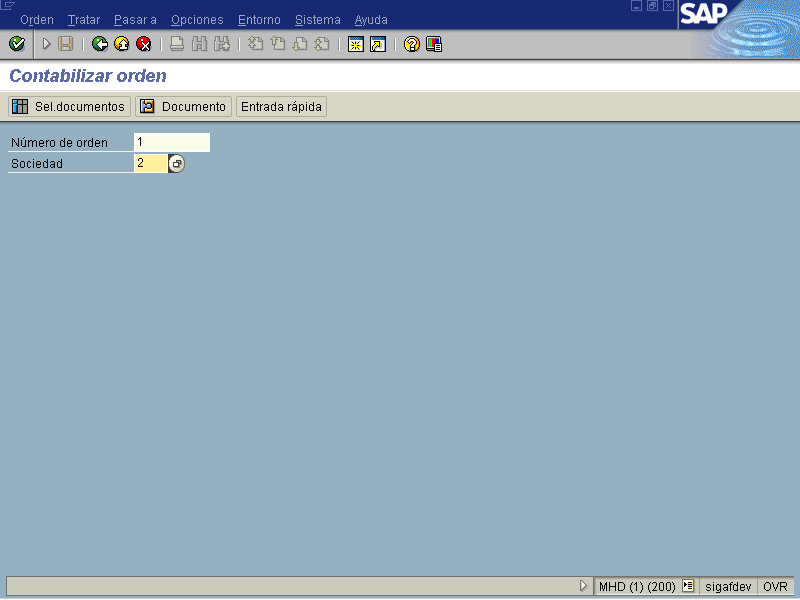 Orden Tratar Pasar a Opciones Entorno Sistema Ayuda
SAP
Contabilizar orden
Sel.documentos Documento Entrada rápida
Número de orden 1
Sociedad 2
MHD (1) (200) sigafdev OVR